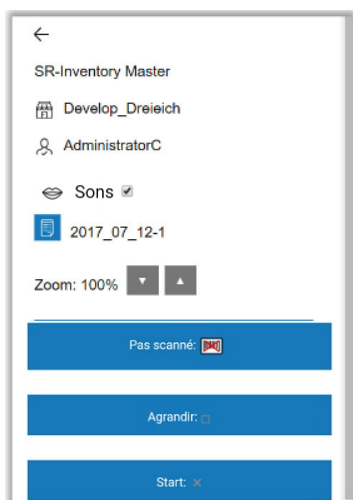 SR-Inventory Master
Develop_Dreieich
AdministratorC
Sons
2017_07_12-1
Zoom: 100%
Pas scanné:
Agrandir:
Start: